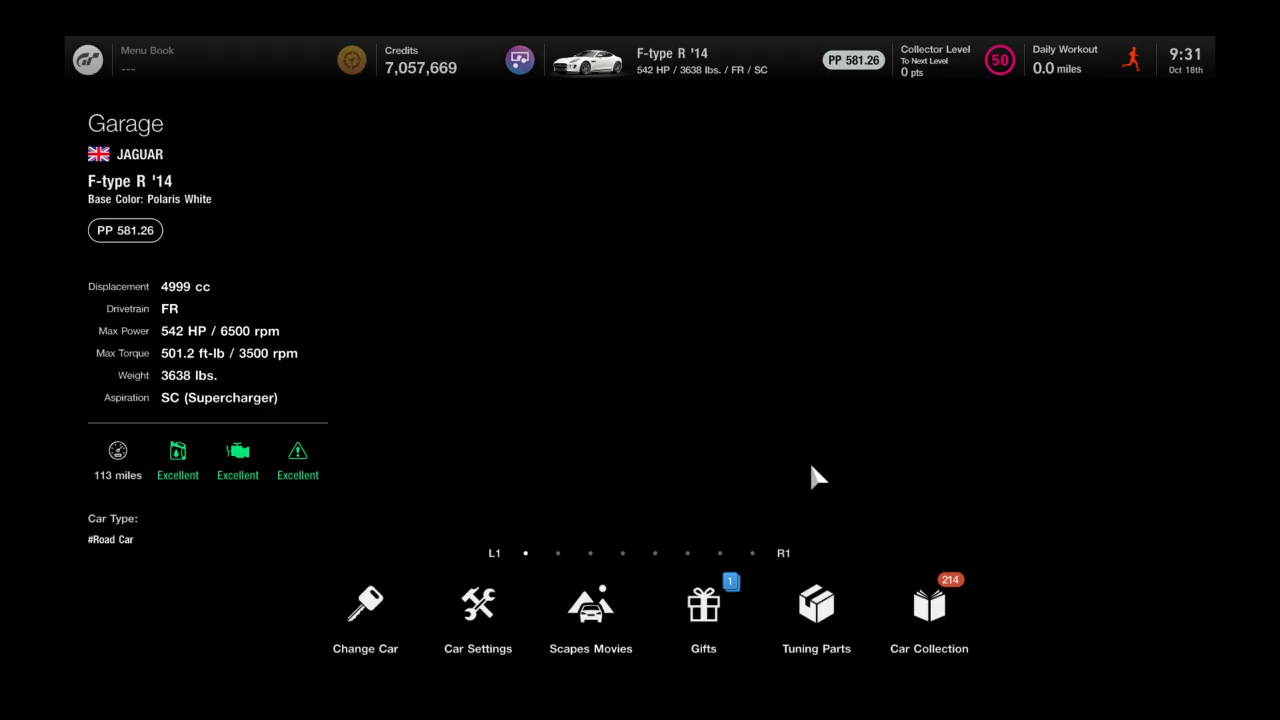 Menu Book
---
Credits
7,057,669
F-type R '14
542 HP / 3638 lbs. / FR / SC
PP 581.26
Collector Level
To Next Level
0 pts
50
Daily Workout
0.0 miles
9:31
Oct 18th
Garage
JAGUAR
F-type R '14
Base Color: Polaris White
PP 581.26
Displacement 4999 cc
Drivetrain FR
Max Power 542 HP / 6500 rpm
Max Torque 501.2 ft-lb / 3500 rpm
Weight 3638 lbs.
Aspiration SC (Supercharger)
113 miles Excellent Excellent Excellent
Car Type:
#Road Car
L1 R1
1
214
Change Car Car Settings Scapes Movies Gifts Tuning Parts Car Collection